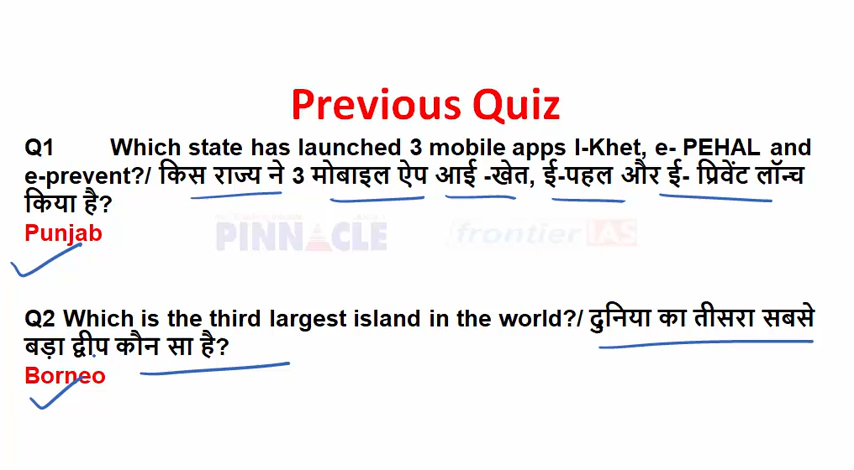 Previous Quiz
Q1 Which state has launched 3 mobile apps I-Khet, e- PEHAL and
e-prevent?/ किस राज्य ने 3 मोबाइल ऐप आई -खेत, ई-पहल और ई- प्रिवेंट लॉन्च
किया है?
Punjab
PINNACLE frontier IAS
Q2 Which is the third largest island in the world?/ दुनिया का तीसरा सबसे
बड़ा द्वीप कौन सा है?
Borneo